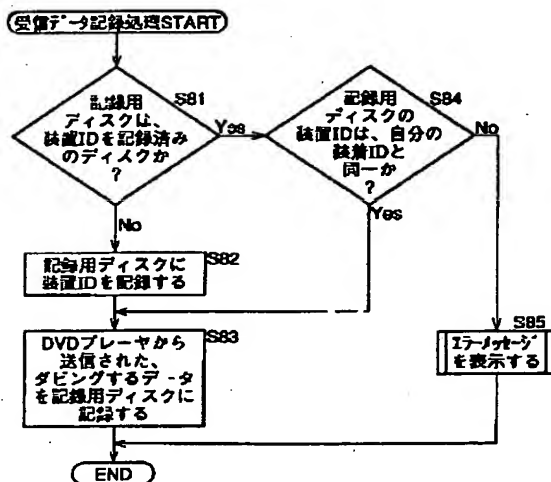 受信データ記録処理START
記録用
ディスクは、
装置IDを記録済み
のディスクか
?
S81
Yes
No
記録用
ディスクの
装置IDは、自分の
装着IDと
同一か
?
S84
No
Yes
記録用ディスクに
装置IDを記録する
S82
DVDプレーヤから
送信された、
ダビングするデータ
を記録用ディスクに
記録する
S83
エラーメッセージ
を表示する
S85
END